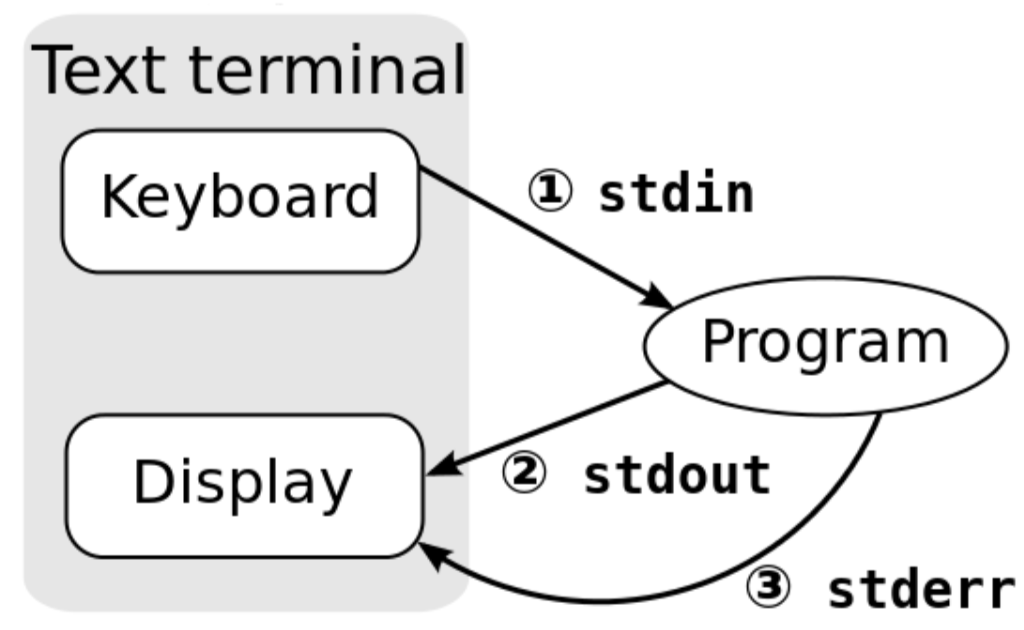 Text terminal
Keyboard
① stdin
Program
Display
② stdout
③ stderr